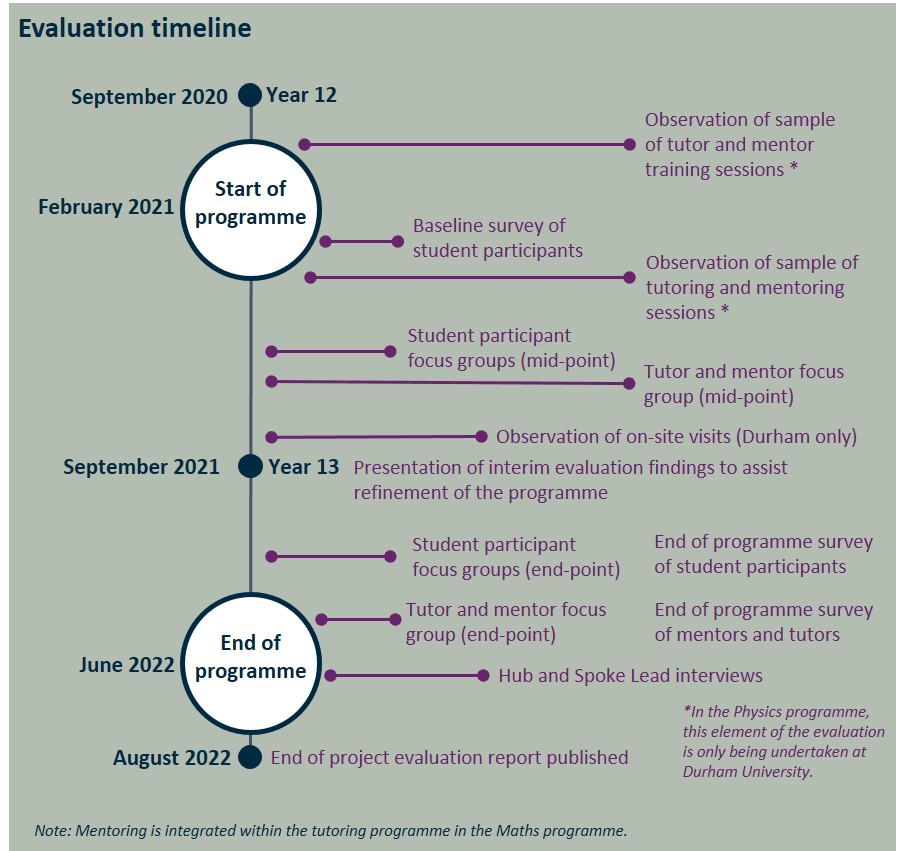 Evaluation timeline
September 2020
Year 12
Observation of sample
of tutor and mentor
training sessions *
February 2021
Start of
programme
Baseline survey of
student participants
Observation of sample of
tutoring and mentoring
sessions *
Student participant
focus groups (mid-point)
Tutor and mentor focus
group (mid-point)
Observation of on-site visits (Durham only)
September 2021
Year 13
Presentation of interim evaluation findings to assist
refinement of the programme
Student participant
focus groups (end-point)
End of programme survey
of student participants
Tutor and mentor focus
group (end-point)
End of programme survey
of mentors and tutors
June 2022
End of
programme
Hub and Spoke Lead interviews
*In the Physics programme,
this element of the evaluation
is only being undertaken at
Durham University.
August 2022
End of project evaluation report published
Note: Mentoring is integrated within the tutoring programme in the Maths programme.